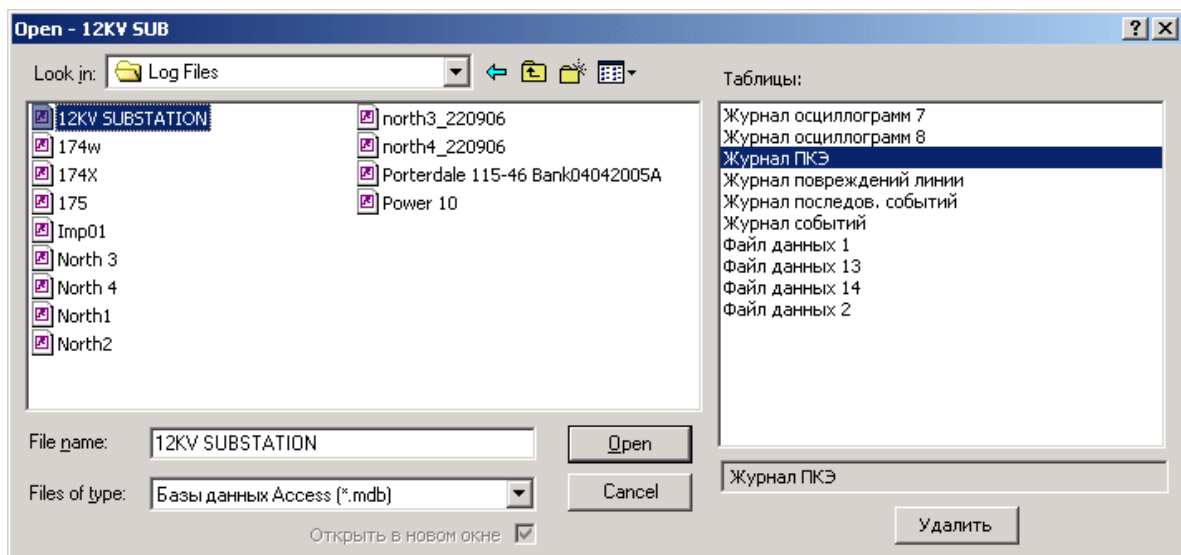 Open - 12KV SUB
Look in:
Log Files
12KV SUBSTATION
174w
174X
175
Imp01
North 3
North 4
North1
North2
north3_220906
north4_220906
Porterdale 115-46 Bank04042005A
Power 10
File name:
12KV SUBSTATION
Open
Files of type:
Базы данных Access (*.mdb)
Cancel
Открыть в новом окне
Таблицы:
Журнал осциллограмм 7
Журнал осциллограмм 8
Журнал ПКЭ
Журнал повреждений линии
Журнал последов. событий
Журнал событий
Файл данных 1
Файл данных 13
Файл данных 14
Файл данных 2
Журнал ПКЭ
Удалить